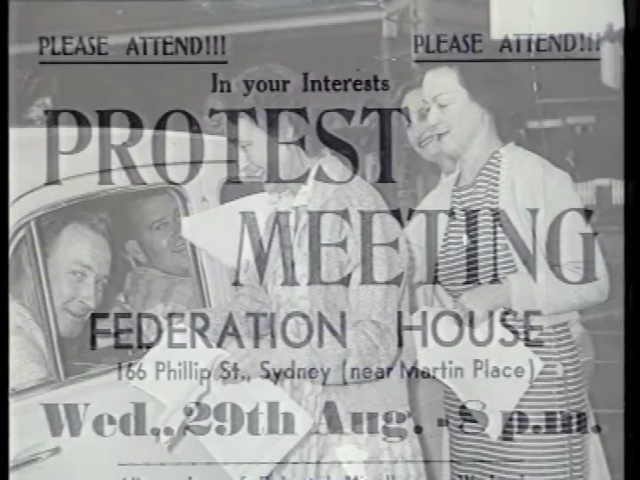 PLEASE ATTEND!!! PLEASE ATTEND!!!
In your Interests
PROTEST
MEETING
FEDERATION HOUSE
166 Phillip St., Sydney (near Martin Place)
Wed,. 29th Aug. - 8 p.m.